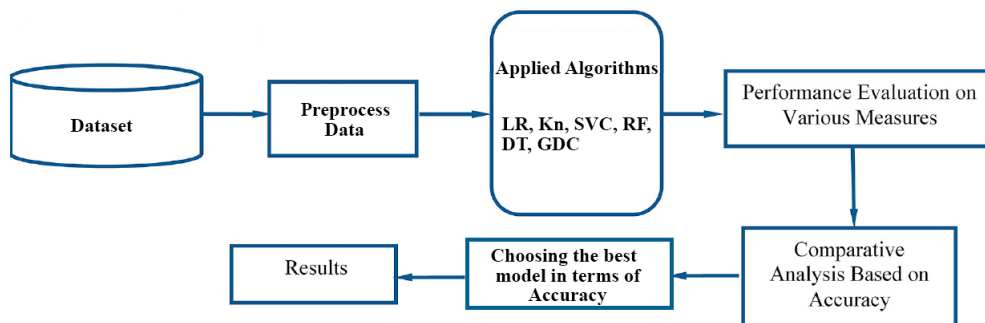 Dataset
Preprocess
Data
Applied Algorithms
LR, Kn, SVC, RF,
DT, GDC
Performance Evaluation on
Various Measures
Comparative
Analysis Based on
Accuracy
Choosing the best
model in terms of
Accuracy
Results